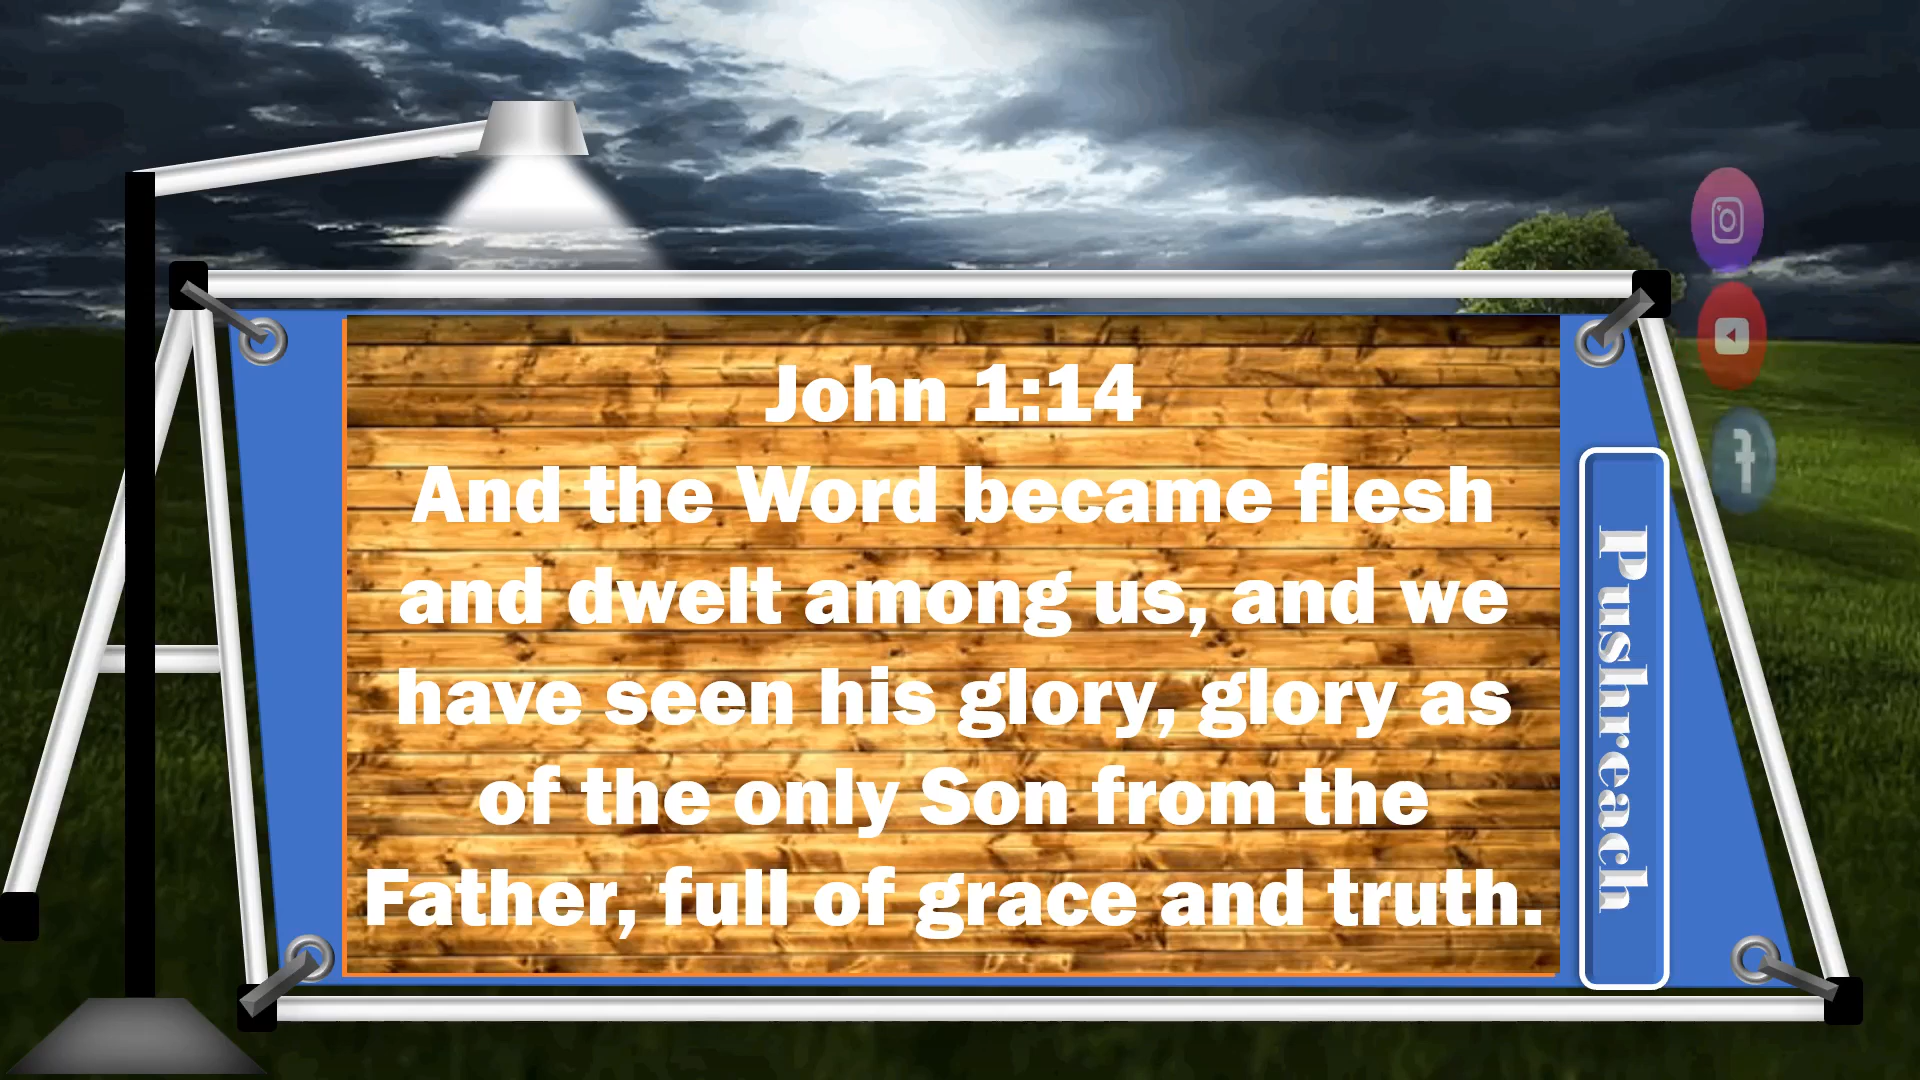 John 1:14
And the Word became flesh
and dwelt among us, and we
have seen his glory, glory as
of the only Son from the
Father, full of grace and truth.
Pushreach